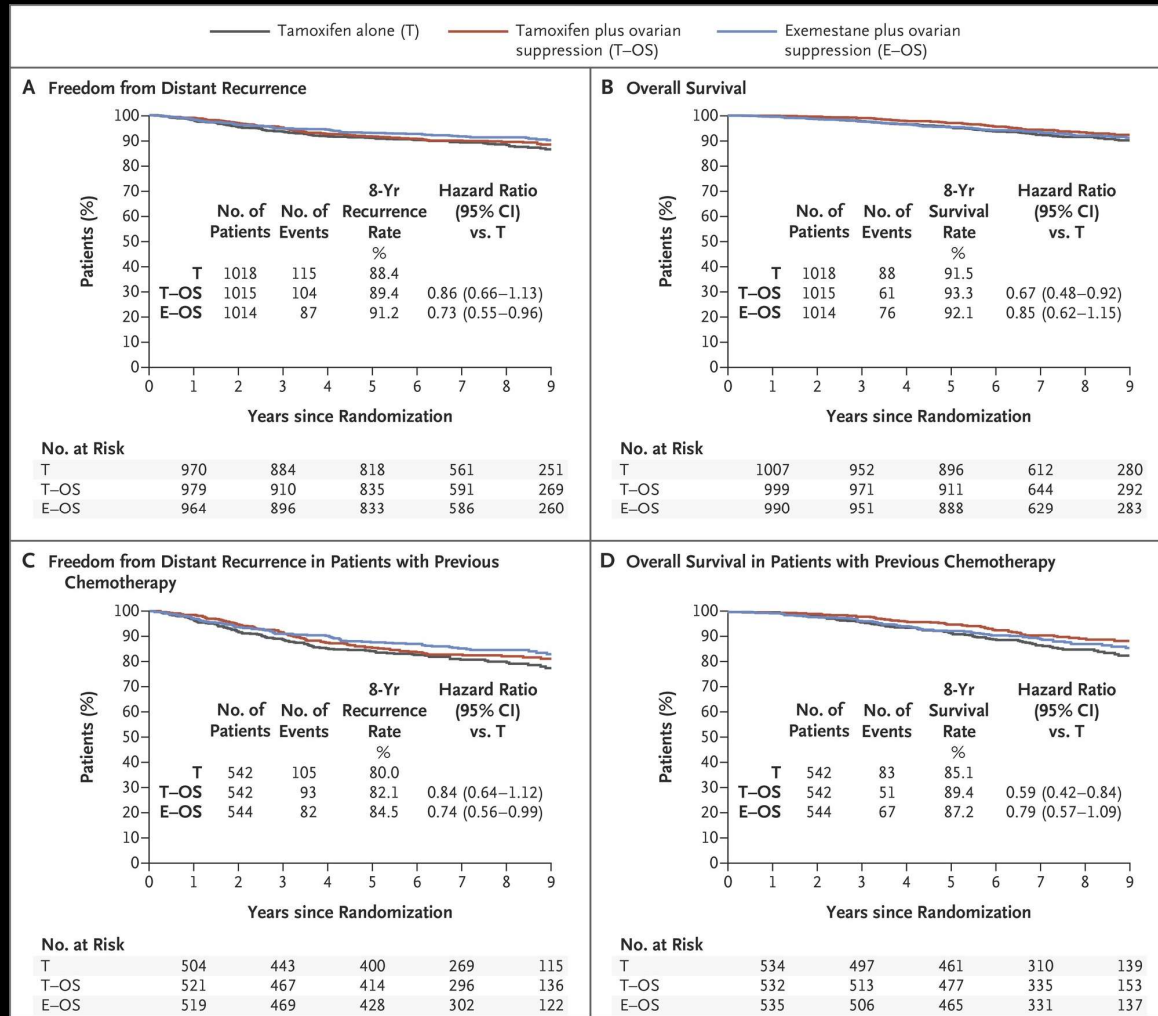 Tamoxifen alone (T)
Tamoxifen plus ovarian suppression (T–OS)
Exemestane plus ovarian suppression (E–OS)
A Freedom from Distant Recurrence
Patients (%)
100
90
80
70
60
50
40
30
20
10
0
8-Yr Hazard Ratio
No. of No. of Recurrence (95% CI)
Patients Events Rate vs. T
%
T 1018 115 88.4
T–OS 1015 104 89.4 0.86 (0.66–1.13)
E–OS 1014 87 91.2 0.73 (0.55–0.96)
0 1 2 3 4 5 6 7 8 9
Years since Randomization
No. at Risk
T 970 884 818 561 251
T–OS 979 910 835 591 269
E–OS 964 896 833 586 260
B Overall Survival
Patients (%)
100
90
80
70
60
50
40
30
20
10
0
8-Yr Hazard Ratio
No. of No. of Survival (95% CI)
Patients Events Rate vs. T
%
T 1018 88 91.5
T–OS 1015 61 93.3 0.67 (0.48–0.92)
E–OS 1014 76 92.1 0.85 (0.62–1.15)
0 1 2 3 4 5 6 7 8 9
Years since Randomization
No. at Risk
T 1007 952 896 612 280
T–OS 999 971 911 644 292
E–OS 990 951 888 629 283
C Freedom from Distant Recurrence in Patients with Previous
Chemotherapy
Patients (%)
100
90
80
70
60
50
40
30
20
10
0
8-Yr Hazard Ratio
No. of No. of Recurrence (95% CI)
Patients Events Rate vs. T
%
T 542 105 80.0
T–OS 542 93 82.1 0.84 (0.64–1.12)
E–OS 544 82 84.5 0.74 (0.56–0.99)
0 1 2 3 4 5 6 7 8 9
Years since Randomization
No. at Risk
T 504 443 400 269 115
T–OS 521 467 414 296 136
E–OS 519 469 428 302 122
D Overall Survival in Patients with Previous Chemotherapy
Patients (%)
100
90
80
70
60
50
40
30
20
10
0
8-Yr Hazard Ratio
No. of No. of Survival (95% CI)
Patients Events Rate vs. T
%
T 542 83 85.1
T–OS 542 51 89.4 0.59 (0.42–0.84)
E–OS 544 67 87.2 0.79 (0.57–1.09)
0 1 2 3 4 5 6 7 8 9
Years since Randomization
No. at Risk
T 534 497 461 310 139
T–OS 532 513 477 335 153
E–OS 535 506 465 331 137